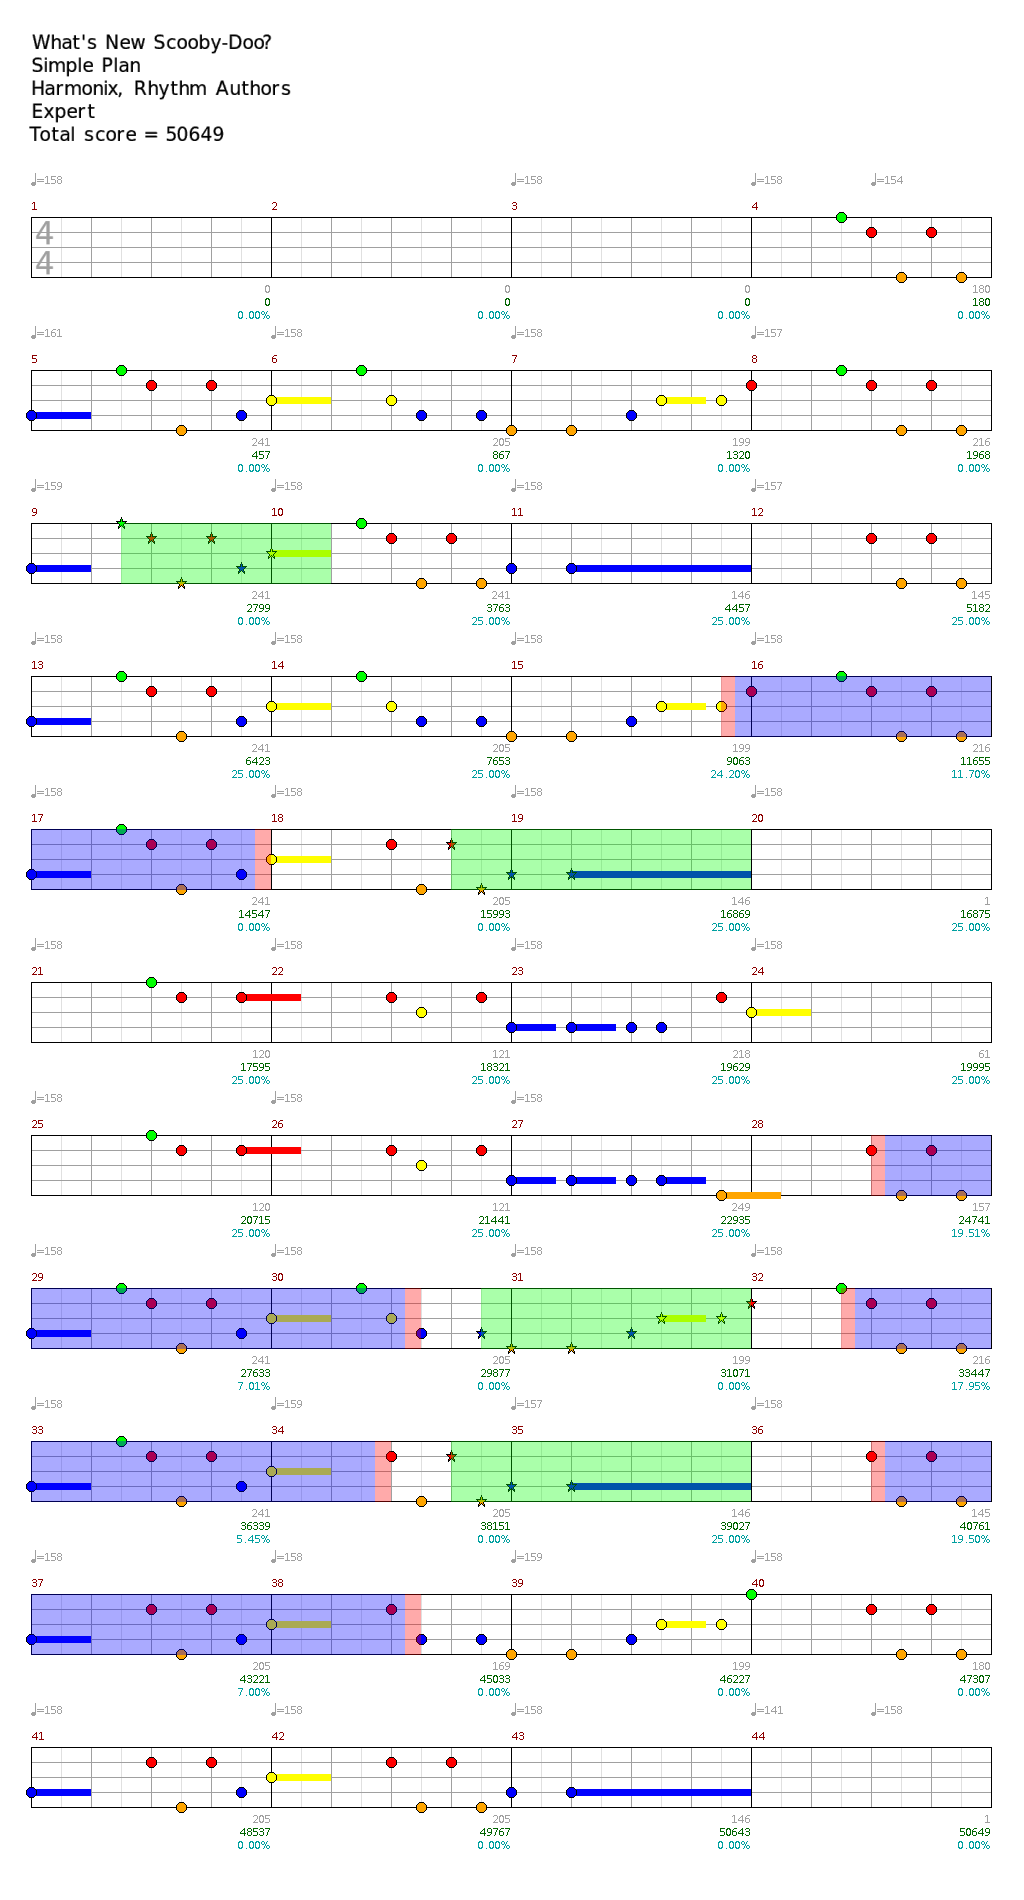 What's New Scooby-Doo?
Simple Plan
Harmonix, Rhythm Authors
Expert
Total score = 50649
♩=158 ♩=158 ♩=158 ♩=154
1 2 3 4
4
4
0 0 0 180
0 0 0 180
0.00% 0.00% 0.00% 0.00%
♩=161 ♩=158 ♩=158 ♩=157
5 6 7 8
241 205 199 216
457 867 1320 1968
0.00% 0.00% 0.00% 0.00%
♩=159 ♩=158 ♩=157
9 10 11 12
241 241 146 145
2799 3763 4457 5182
0.00% 25.00% 25.00% 25.00%
♩=158 ♩=158 ♩=158
13 14 15 16
241 205 199 216
6423 7653 9063 11655
25.00% 25.00% 24.20% 11.70%
♩=158 ♩=158 ♩=158
17 18 19 20
241 205 146 1
14547 15993 16869 16875
0.00% 0.00% 25.00% 25.00%
♩=158 ♩=158 ♩=158 ♩=158
21 22 23 24
120 121 218 61
17595 18321 19629 19995
25.00% 25.00% 25.00% 25.00%
♩=158 ♩=158 ♩=158
25 26 27 28
120 121 249 157
20715 21441 22935 24741
25.00% 25.00% 25.00% 19.51%
♩=158 ♩=158 ♩=158 ♩=158
29 30 31 32
241 205 199 216
27633 29877 31071 33447
7.01% 0.00% 0.00% 17.95%
♩=158 ♩=159 ♩=157 ♩=158
33 34 35 36
241 205 146 145
36339 38151 39027 40761
5.45% 0.00% 25.00% 19.50%
♩=158 ♩=158 ♩=159 ♩=158
37 38 39 40
205 169 199 180
43221 45033 46227 47307
7.00% 0.00% 0.00% 0.00%
♩=158 ♩=158 ♩=141 ♩=158
41 42 43 44
205 205 146 1
48537 49767 50643 50649
0.00% 0.00% 0.00% 0.00%